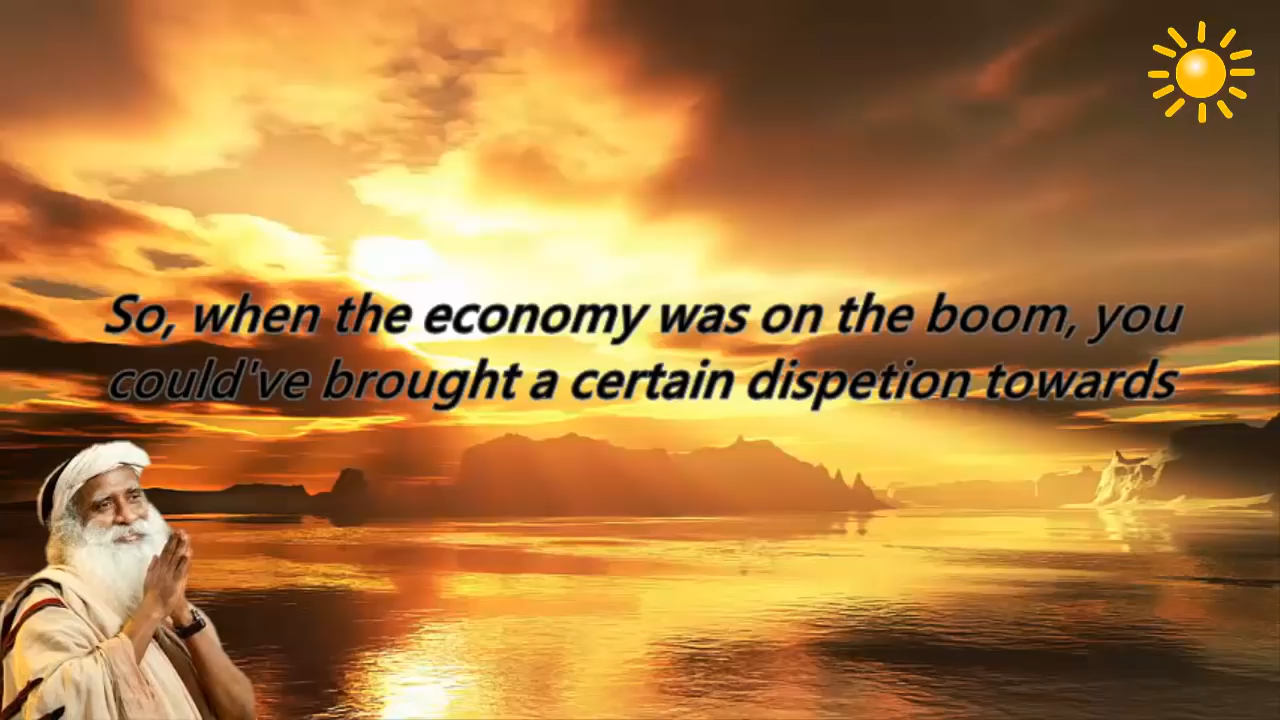 So, when the economy was on the boom, you
could've brought a certain dispetion towards